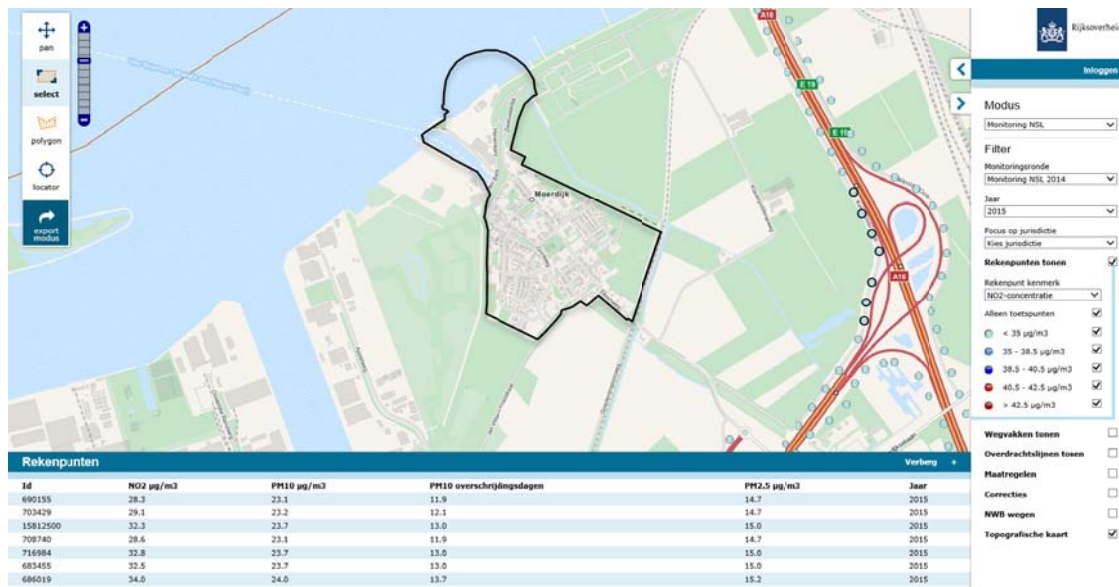 pan
select
polygon
locator
export modus
A16
E 19
Moerdijk
A16
Rijksoverheid
Inloggen
Modus
Monitoring NSL
Filter
Monitoringsronde
Monitoring NSL 2014
Jaar
2015
Focus op jurisdictie
Kies jurisdictie
Rekenpunten tonen
Rekenpunt kenmerk
NO2-concentratie
Alleen toetspunten
< 35 µg/m3
35 - 38.5 µg/m3
38.5 - 40.5 µg/m3
40.5 - 42.5 µg/m3
> 42.5 µg/m3
Wegvakken tonen
Overdrachtslijnen tonen
Maatregelen
Correcties
NWB wegen
Topografische kaart
Rekenpunten Verberg +
Id NO2 µg/m3 PM10 µg/m3 PM10 overschrijdingsdagen PM2.5 µg/m3 Jaar
690155 28.3 23.1 11.9 14.7 2015
703429 29.1 23.2 12.1 14.7 2015
15812500 32.3 23.7 13.0 15.0 2015
708740 28.6 23.1 11.9 14.7 2015
716984 32.8 23.7 13.0 15.0 2015
683455 32.5 23.7 13.0 15.0 2015
686019 34.0 24.0 13.7 15.2 2015